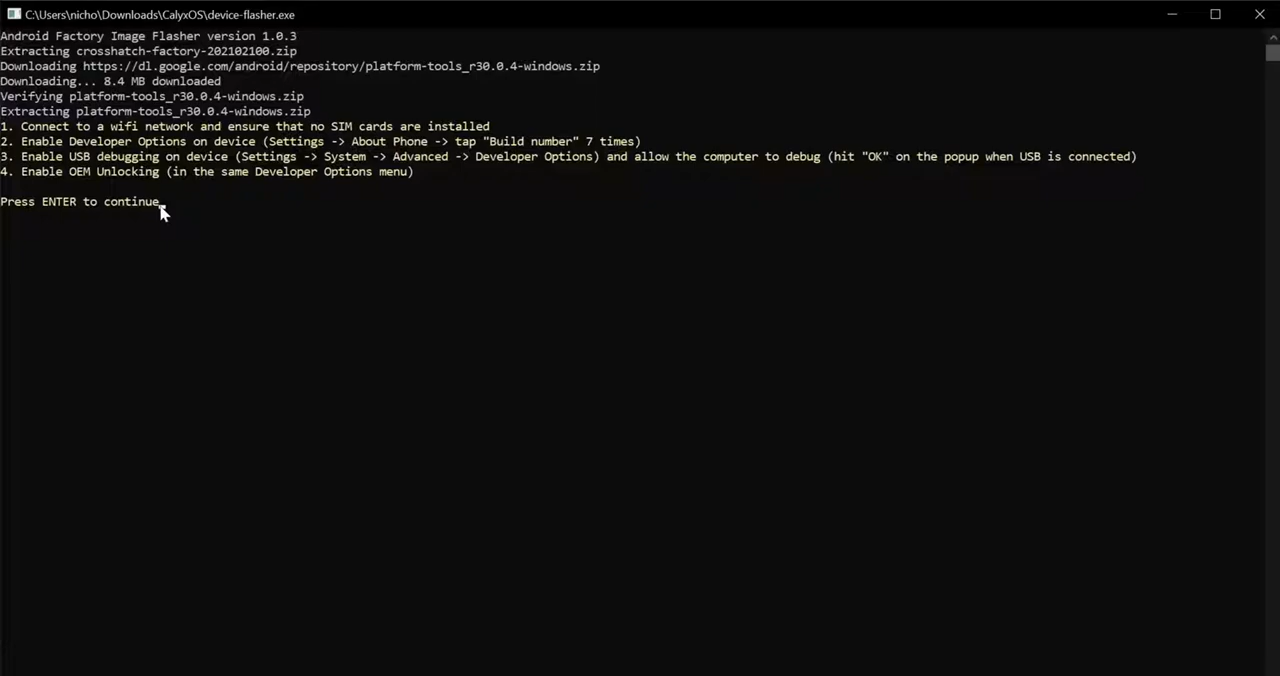 C:\Users\nicho\Downloads\CalyxOS\device-flasher.exe
Android Factory Image Flasher version 1.0.3
Extracting crosshatch-factory-202102100.zip
Downloading https://dl.google.com/android/repository/platform-tools_r30.0.4-windows.zip
Downloading... 8.4 MB downloaded
Verifying platform-tools_r30.0.4-windows.zip
Extracting platform-tools_r30.0.4-windows.zip
1. Connect to a wifi network and ensure that no SIM cards are installed
2. Enable Developer Options on device (Settings -> About Phone -> tap "Build number" 7 times)
3. Enable USB debugging on device (Settings -> System -> Advanced -> Developer Options) and allow the computer to debug (hit "OK" on the popup when USB is connected)
4. Enable OEM Unlocking (in the same Developer Options menu)
Press ENTER to continue